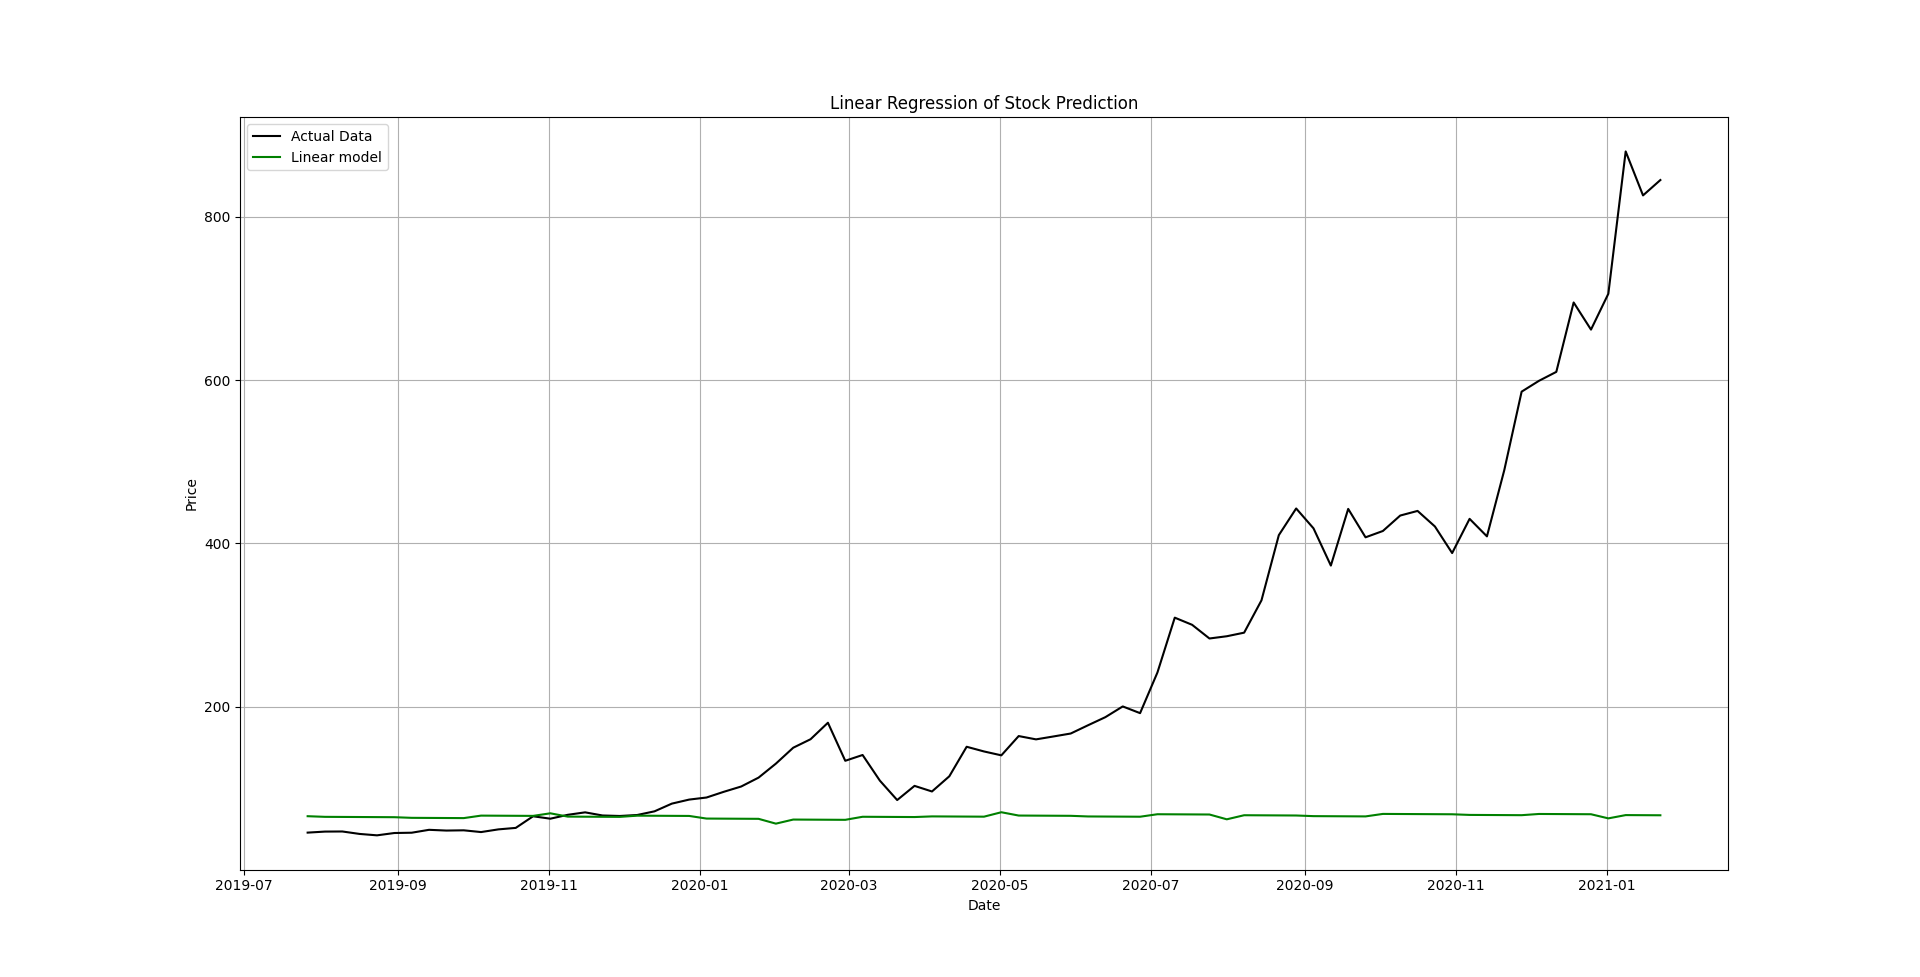 Linear Regression of Stock Prediction
Actual Data
Linear model
800
600
400
200
Price
2019-07
2019-09
2019-11
2020-01
2020-03
2020-05
2020-07
2020-09
2020-11
2021-01
Date